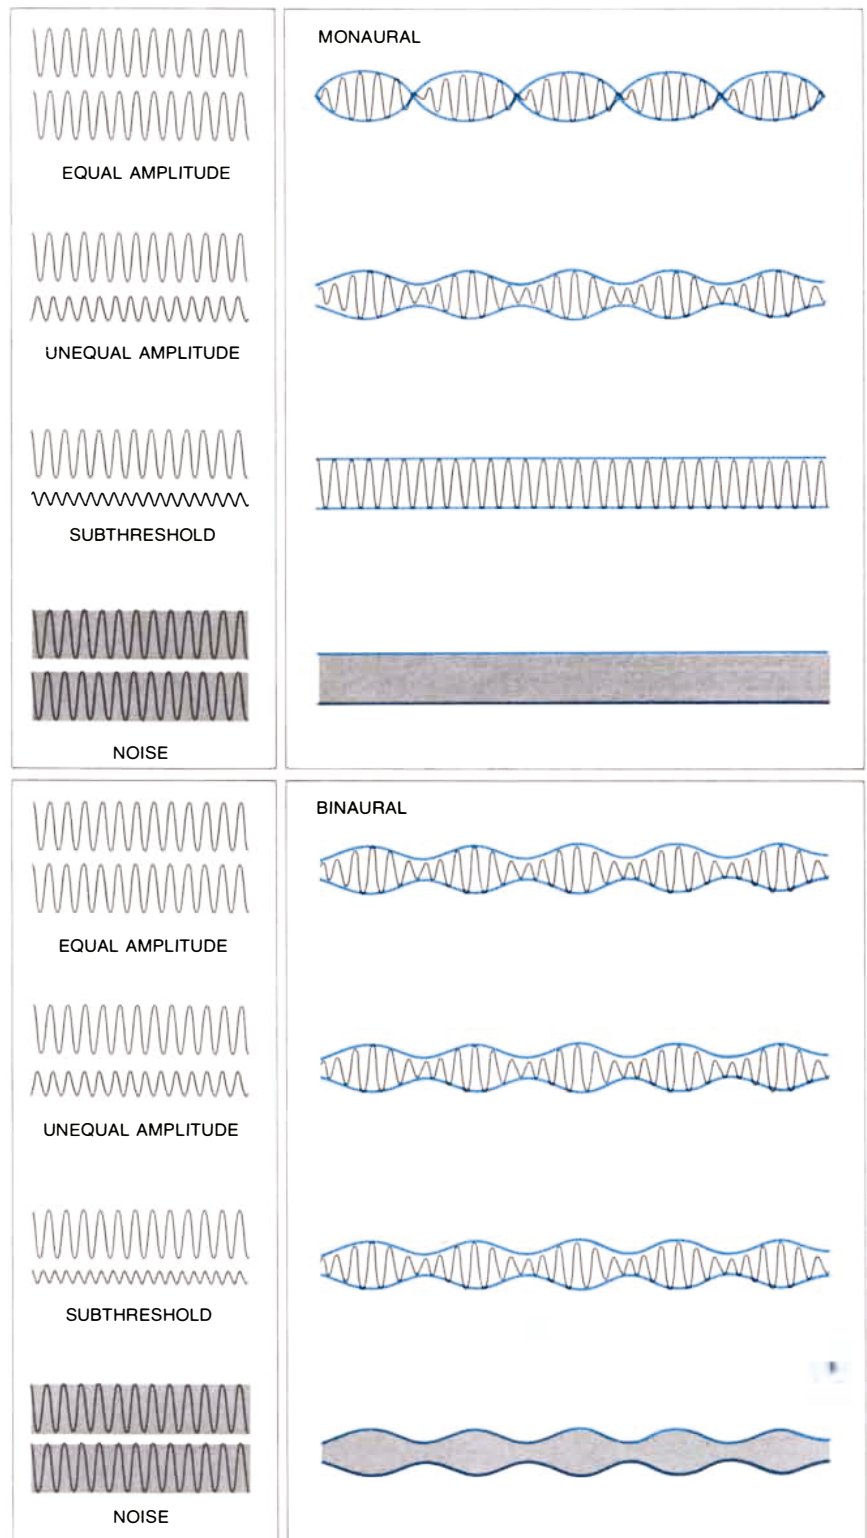 MONAURAL
EQUAL AMPLITUDE
UNEQUAL AMPLITUDE
SUBTHRESHOLD
NOISE
BINAURAL
EQUAL AMPLITUDE
UNEQUAL AMPLITUDE
SUBTHRESHOLD
NOISE